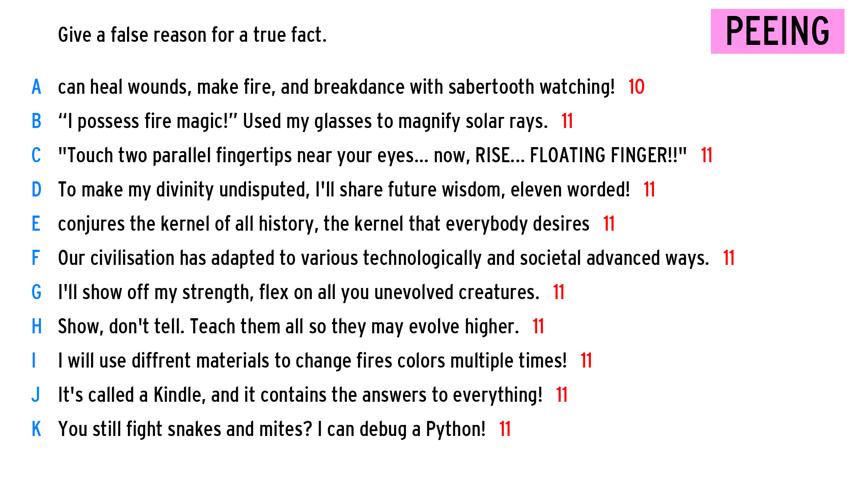 Give a false reason for a true fact.
PEEING
A can heal wounds, make fire, and breakdance with sabertooth watching! 10
B “I possess fire magic!” Used my glasses to magnify solar rays. 11
C "Touch two parallel fingertips near your eyes... now, RISE... FLOATING FINGER!!" 11
D To make my divinity undisputed, I'll share future wisdom, eleven worded! 11
E conjures the kernel of all history, the kernel that everybody desires 11
F Our civilisation has adapted to various technologically and societal advanced ways. 11
G I'll show off my strength, flex on all you unevolved creatures. 11
H Show, don't tell. Teach them all so they may evolve higher. 11
I I will use diffrent materials to change fires colors multiple times! 11
J It's called a Kindle, and it contains the answers to everything! 11
K You still fight snakes and mites? I can debug a Python! 11